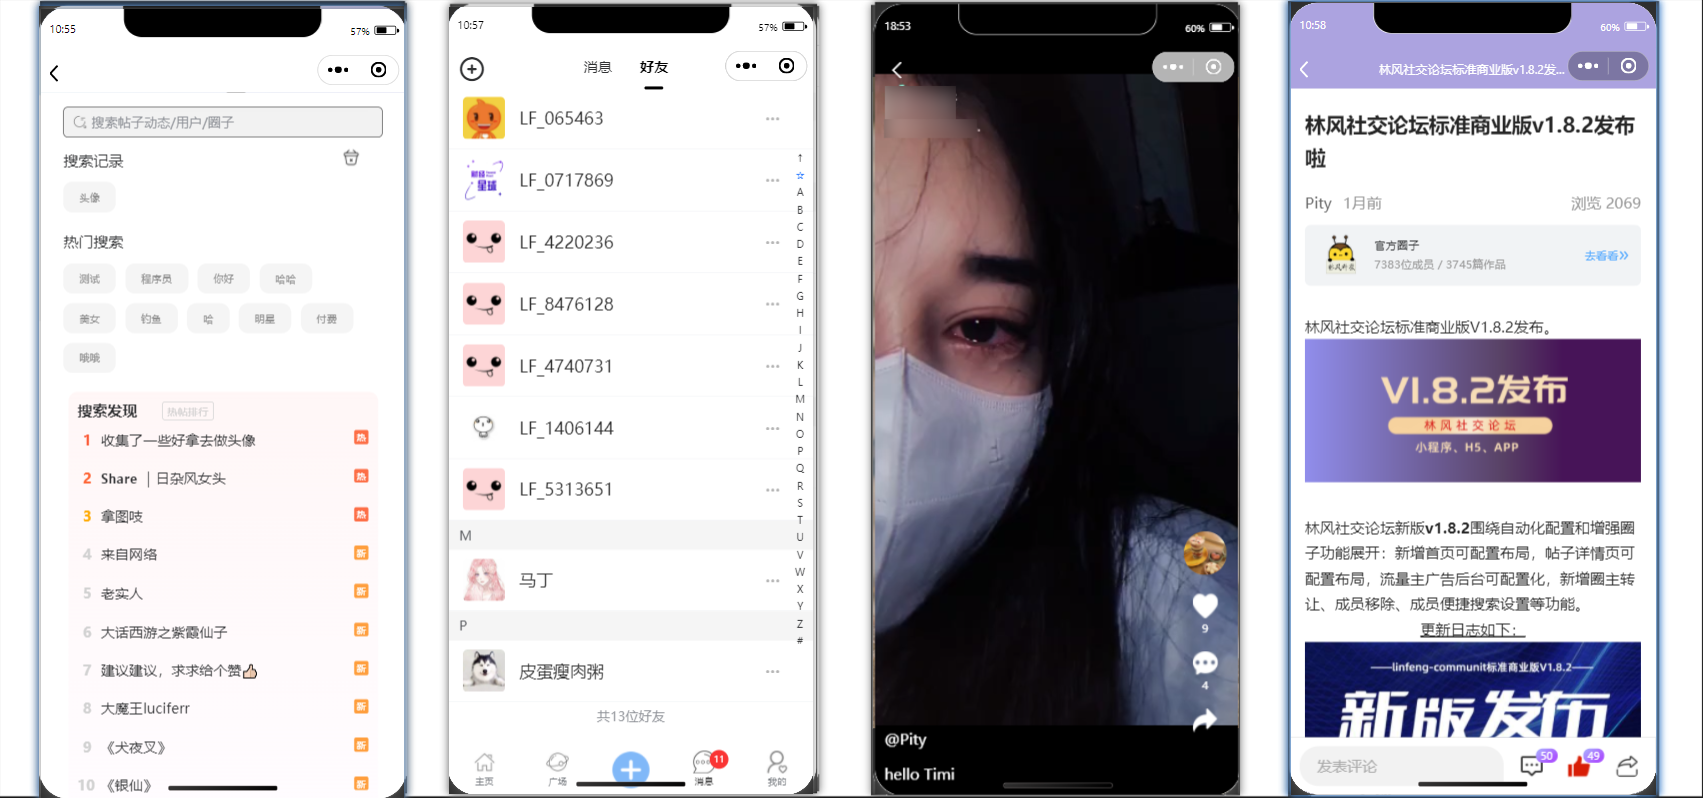 10:55
57%
搜索帖子动态/用户/圈子
搜索记录
头像
热门搜索
测试
程序员
你好
哈哈
美女
钓鱼
哈
明星
付费
哦哦
搜索发现
热帖排行
1 收集了一些好拿去做头像 热
2 Share ｜日杂风女头 热
3 拿图吱 热
4 来自网络 新
5 老实人 新
6 大话西游之紫霞仙子 新
7 建议建议，求求给个赞👍 新
8 大魔王luciferr 新
9 《犬夜叉》 新
10 《银仙》 新
10:57
57%
消息
好友
LF_065463
LF_0717869
LF_4220236
LF_8476128
LF_4740731
LF_1406144
LF_5313651
M
马丁
P
皮蛋瘦肉粥
共13位好友
↑
☆
A
B
C
D
E
F
G
H
I
J
K
L
M
N
O
P
Q
R
S
T
U
V
W
X
Y
Z
#
主页
广场
11
消息
我的
18:53
60%
9
4
@Pity
hello Timi
10:58
60%
林风社交论坛标准商业版v1.8.2发...
林风社交论坛标准商业版v1.8.2发布
啦
Pity 1月前
浏览 2069
官方圈子
7383位成员 / 3745篇作品
去看看»
林风社交论坛标准商业版V1.8.2发布。
V1.8.2发布
林风社交论坛
小程序、H5、APP
林风社交论坛新版v1.8.2围绕自动化配置和增强圈
子功能展开：新增首页可配置布局，帖子详情页可
配置布局，流量主广告后台可配置化，新增圈主转
让、成员移除、成员便捷搜索设置等功能。
更新日志如下：
——linfeng-communit标准商业版V1.8.2——
新版发布
发表评论
50
49